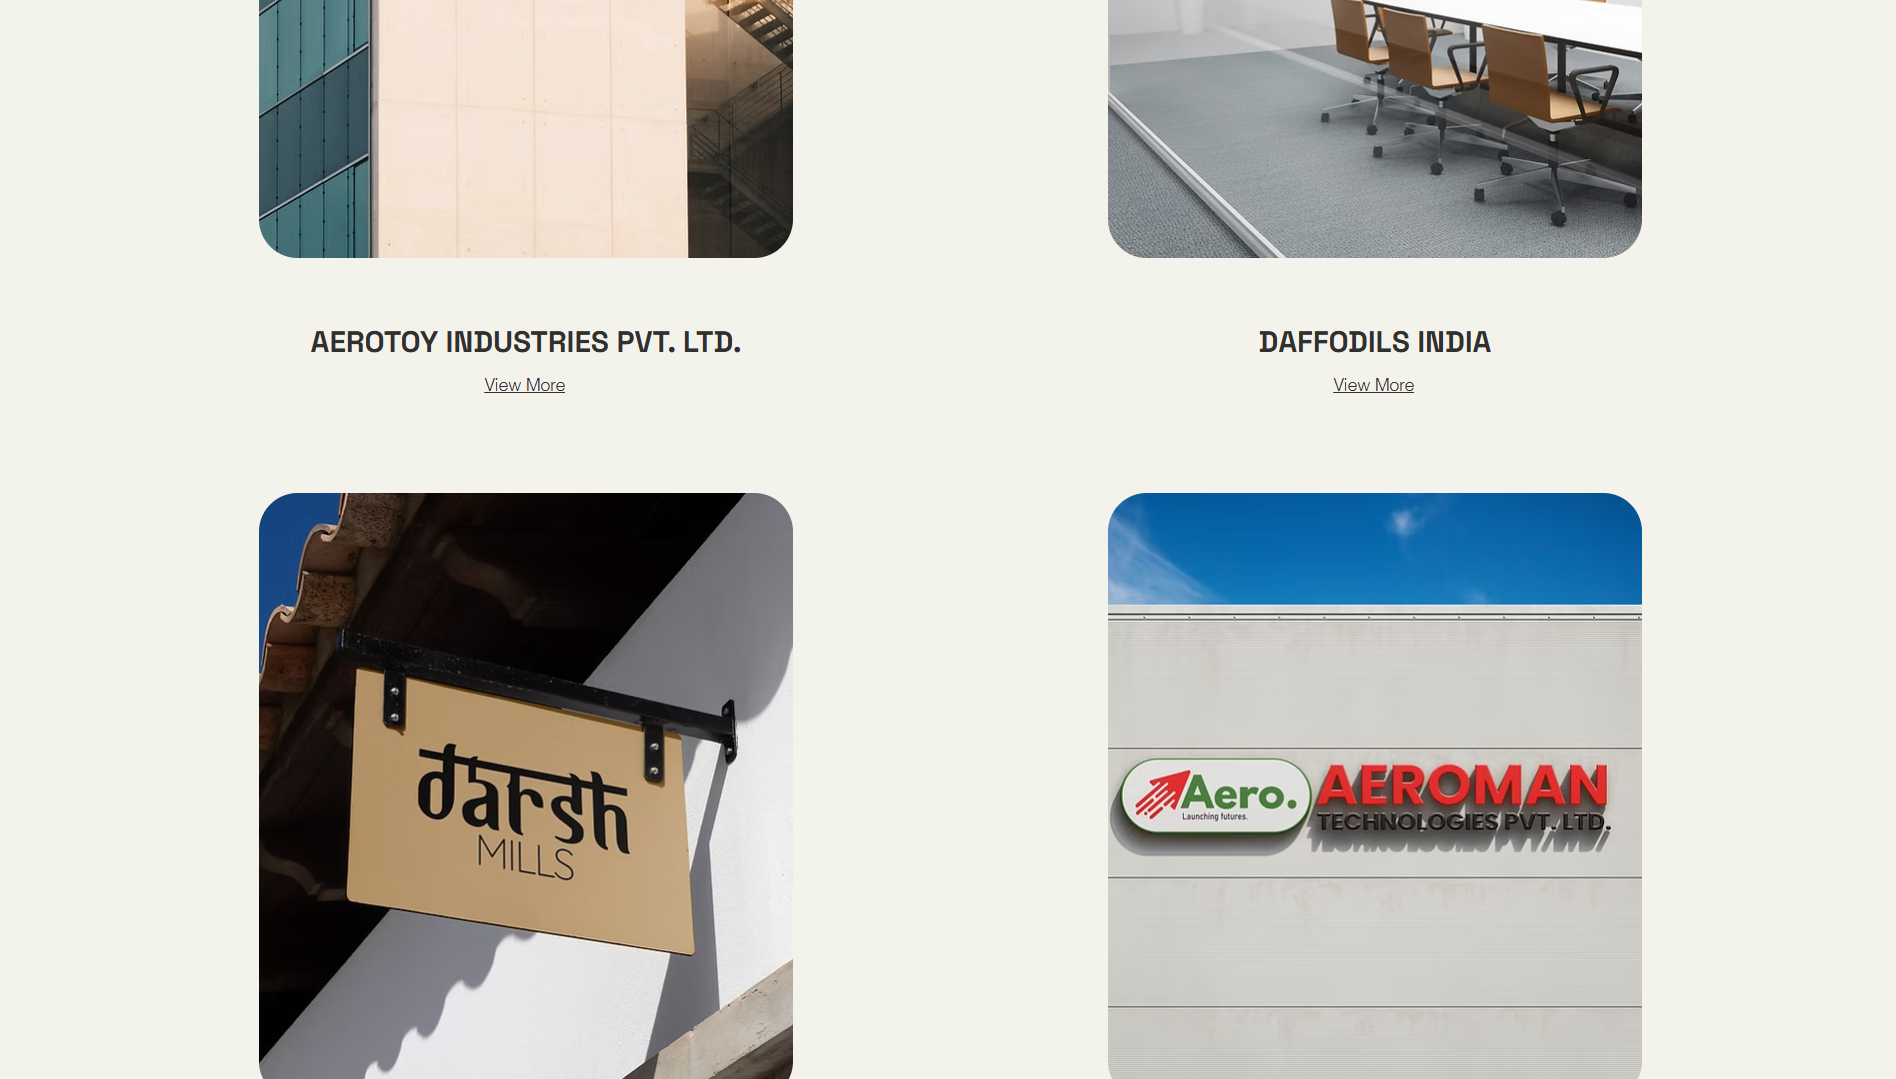 AEROTOY INDUSTRIES PVT. LTD.
View More
DAFFODILS INDIA
View More
darsh
MILLS
Aero.
Launching futures.
AEROMAN
TECHNOLOGIES PVT. LTD.